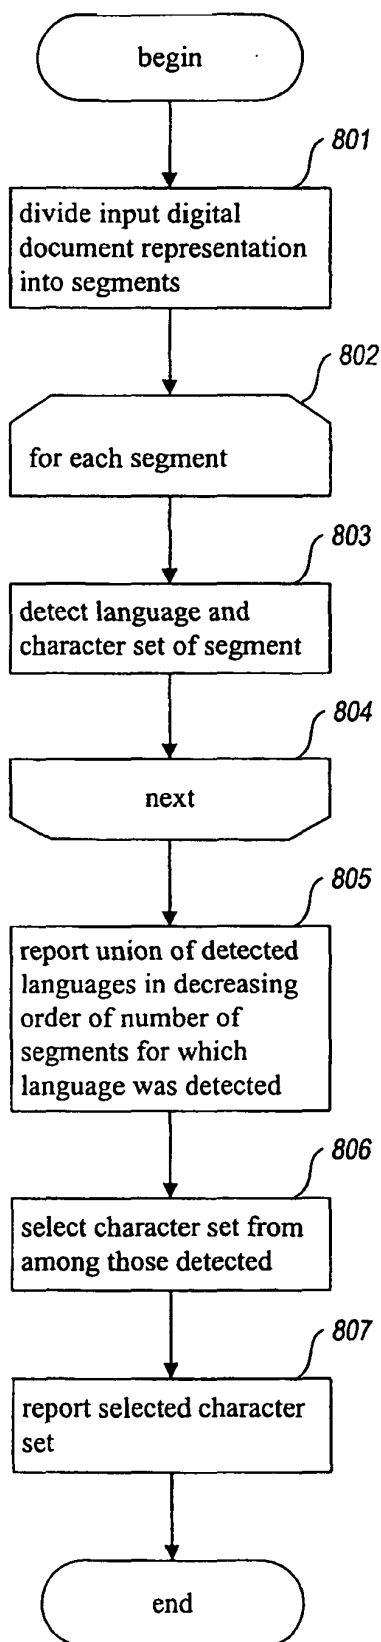 begin
801
divide input digital
document representation
into segments
802
for each segment
803
detect language and
character set of segment
804
next
805
report union of detected
languages in decreasing
order of number of
segments for which
language was detected
806
select character set from
among those detected
807
report selected character
set
end